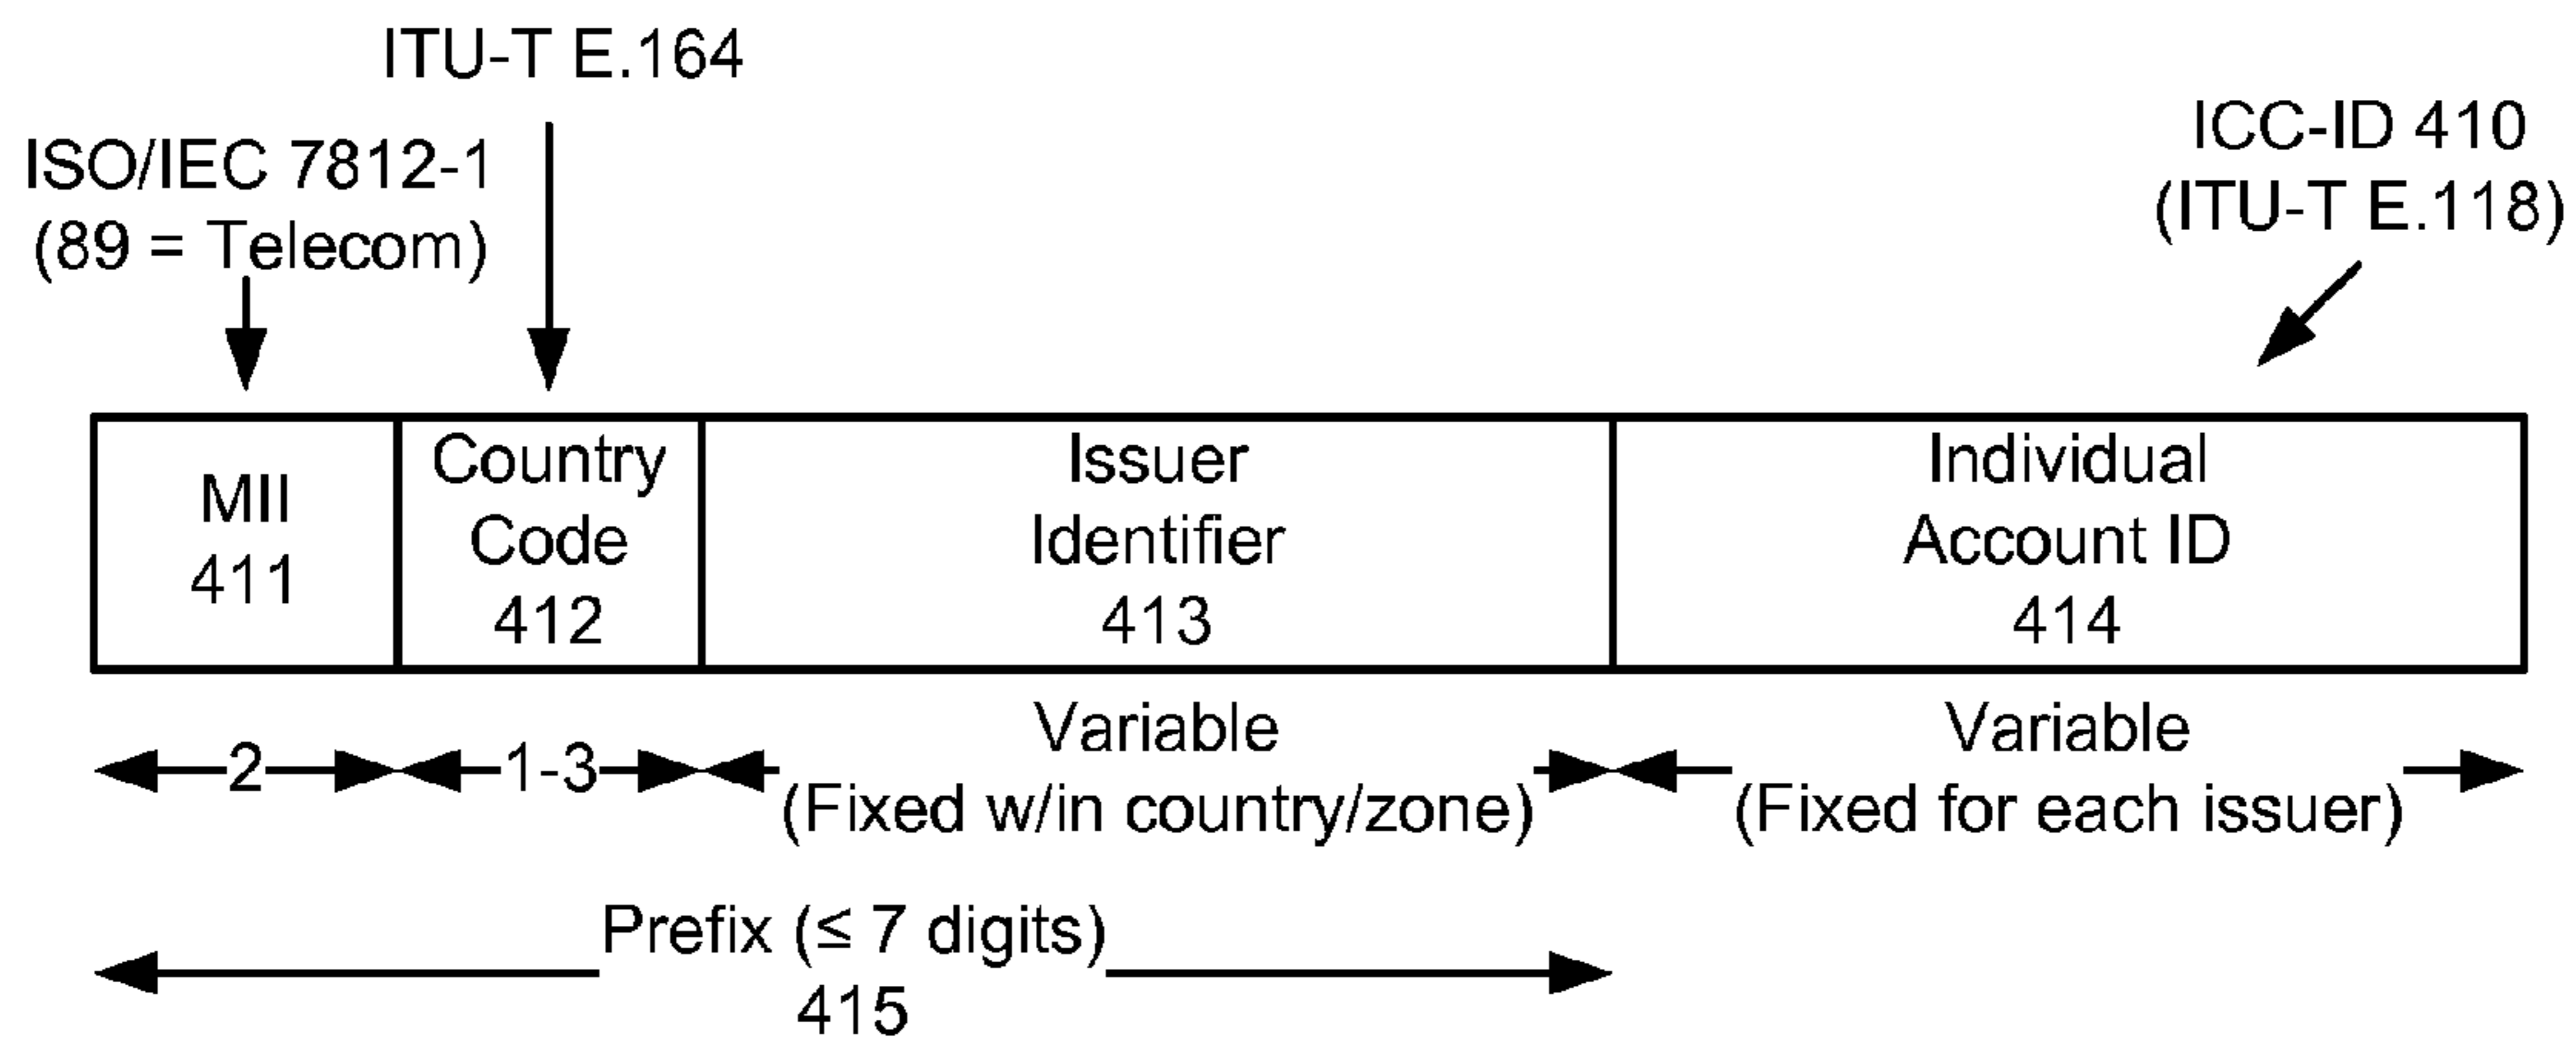 ITU-T E.164
ISO/IEC 7812-1
(89 = Telecom)
ICC-ID 410
(ITU-T E.118)
MII
411
Country
Code
412
Issuer
Identifier
413
Individual
Account ID
414
2
1-3
Variable
(Fixed w/in country/zone)
Variable
(Fixed for each issuer)
Prefix (≤ 7 digits)
415